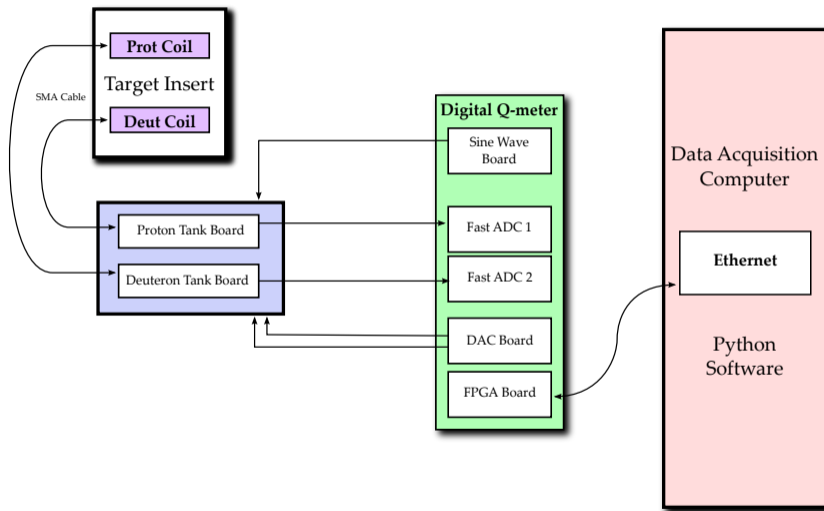 Prot Coil
Target Insert
SMA Cable
Deut Coil
Proton Tank Board
Deuteron Tank Board
Digital Q-meter
Sine Wave
Board
Fast ADC 1
Fast ADC 2
DAC Board
FPGA Board
Data Acquisition
Computer
Ethernet
Python
Software